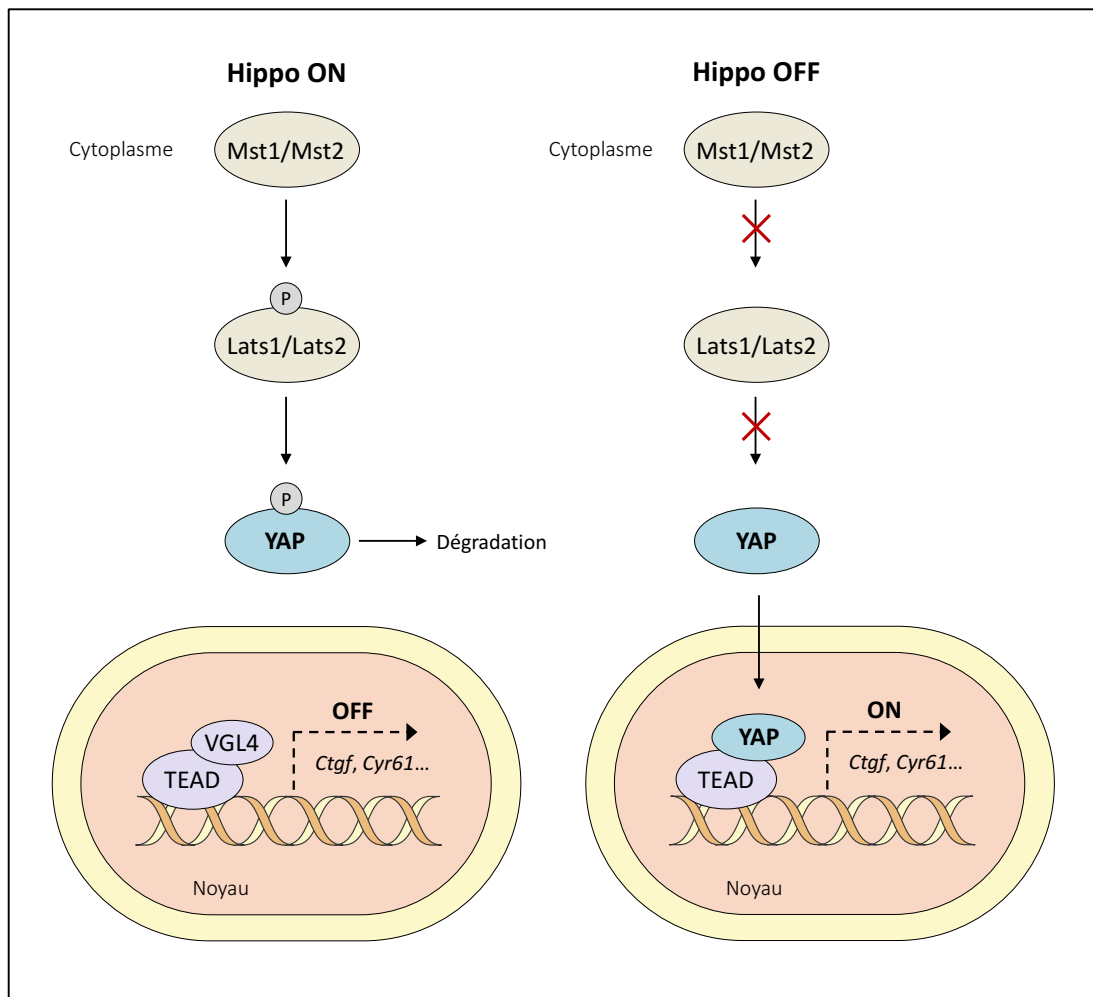 Hippo ON
Cytoplasme
Mst1/Mst2
P
Lats1/Lats2
P
YAP
Dégradation
OFF
VGL4
TEAD
Ctgf, Cyr61...
Noyau
Hippo OFF
Cytoplasme
Mst1/Mst2
Lats1/Lats2
YAP
ON
YAP
TEAD
Ctgf, Cyr61...
Noyau